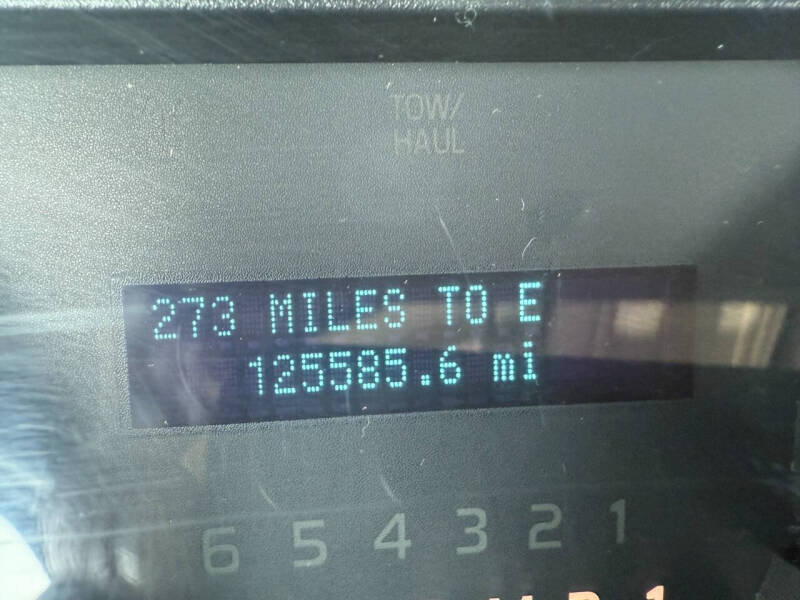 TOW/
HAUL
273 MILES TO E
125585.6 mi
6 5 4 3 2 1